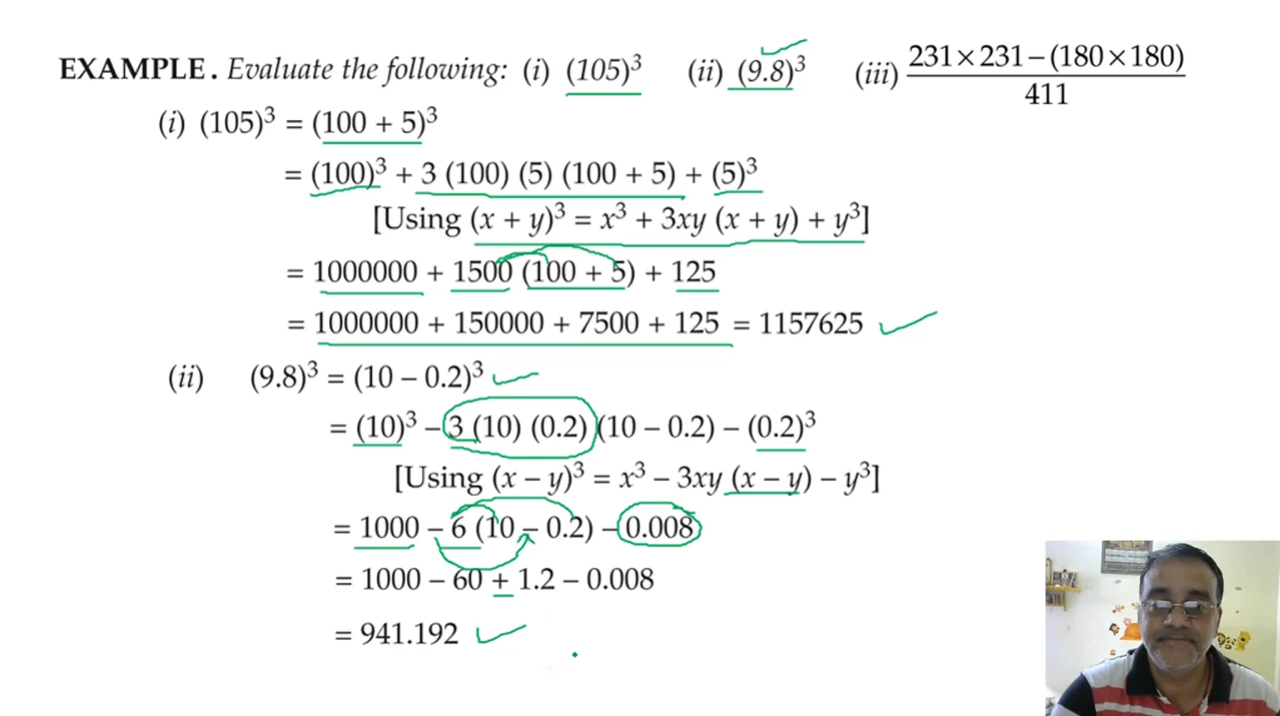 EXAMPLE. Evaluate the following: (i) (105)³ (ii) (9.8)³ (iii) 231×231–(180×180) / 411
(i) (105)³ = (100 + 5)³
= (100)³ + 3 (100) (5) (100 + 5) + (5)³
[Using (x + y)³ = x³ + 3xy (x + y) + y³]
= 1000000 + 1500 (100 + 5) + 125
= 1000000 + 150000 + 7500 + 125 = 1157625
(ii) (9.8)³ = (10 – 0.2)³
= (10)³ – 3 (10) (0.2) (10 – 0.2) – (0.2)³
[Using (x – y)³ = x³ – 3xy (x – y) – y³]
= 1000 – 6 (10 – 0.2) – 0.008
= 1000 – 60 + 1.2 – 0.008
= 941.192